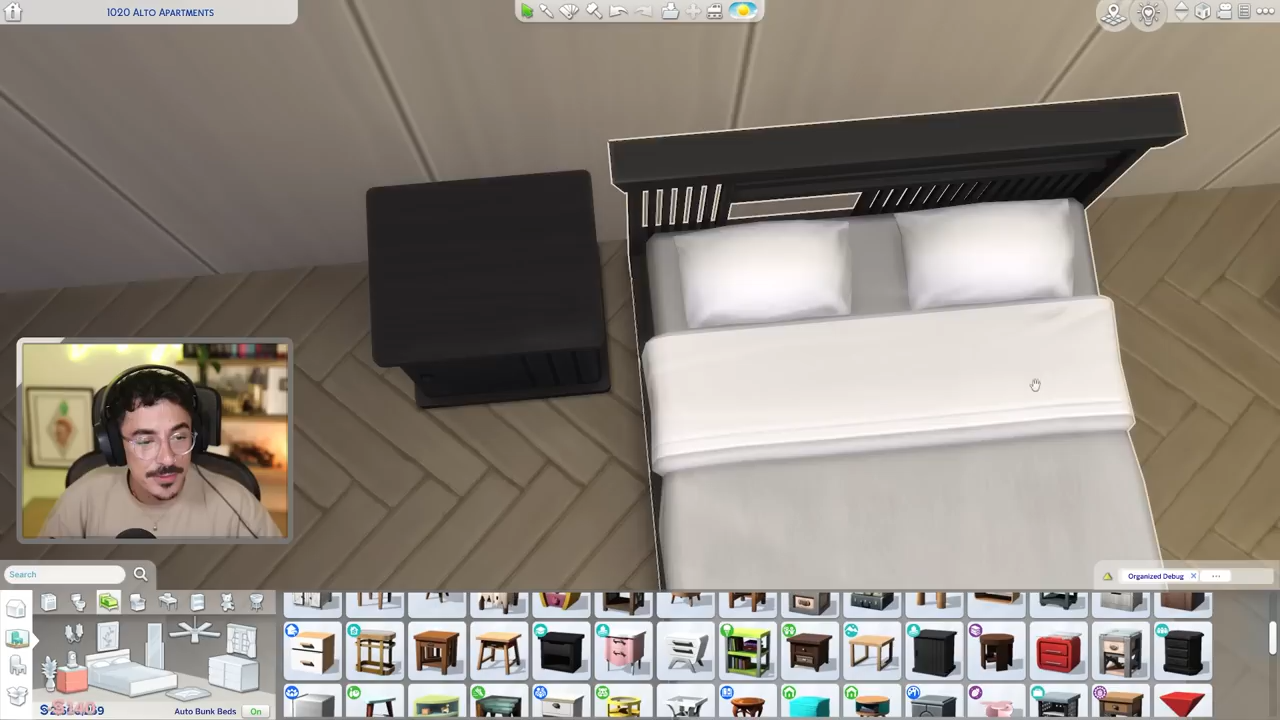 1020 Alto Apartments
Search
Organized Debug
Auto Bunk Beds
On